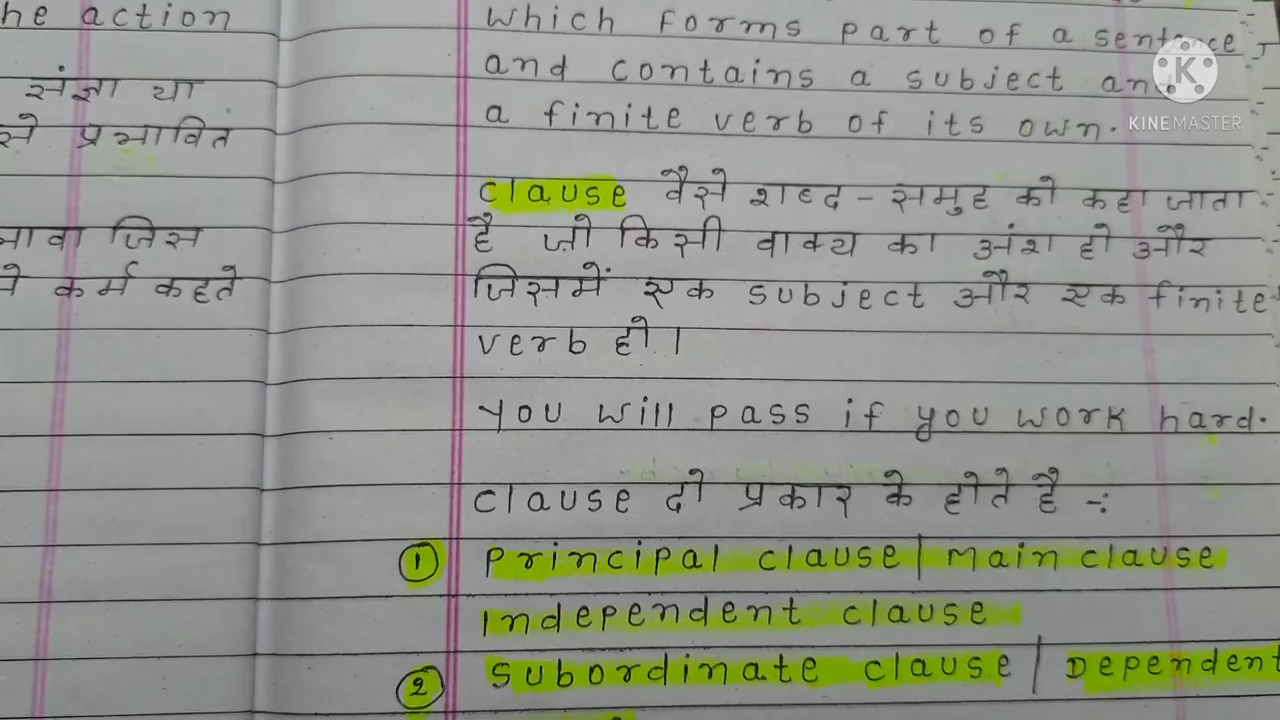 he action
संज्ञा या
से प्रभावित
जिस
कर्म कहते
which forms part of a sentence,
and contains a subject and
a finite verb of its own.
clause वैसे शब्द - समुह को कहा जाता
है जो किसी वाक्य का अंश हो और
जिसमें एक subject और एक finite
verb हो।
You will pass if you work hard.
Clause दो प्रकार के होते है -:
1 Principal clause | Main clause
Independent clause
2 Subordinate clause | Dependent
K
KINEMASTER